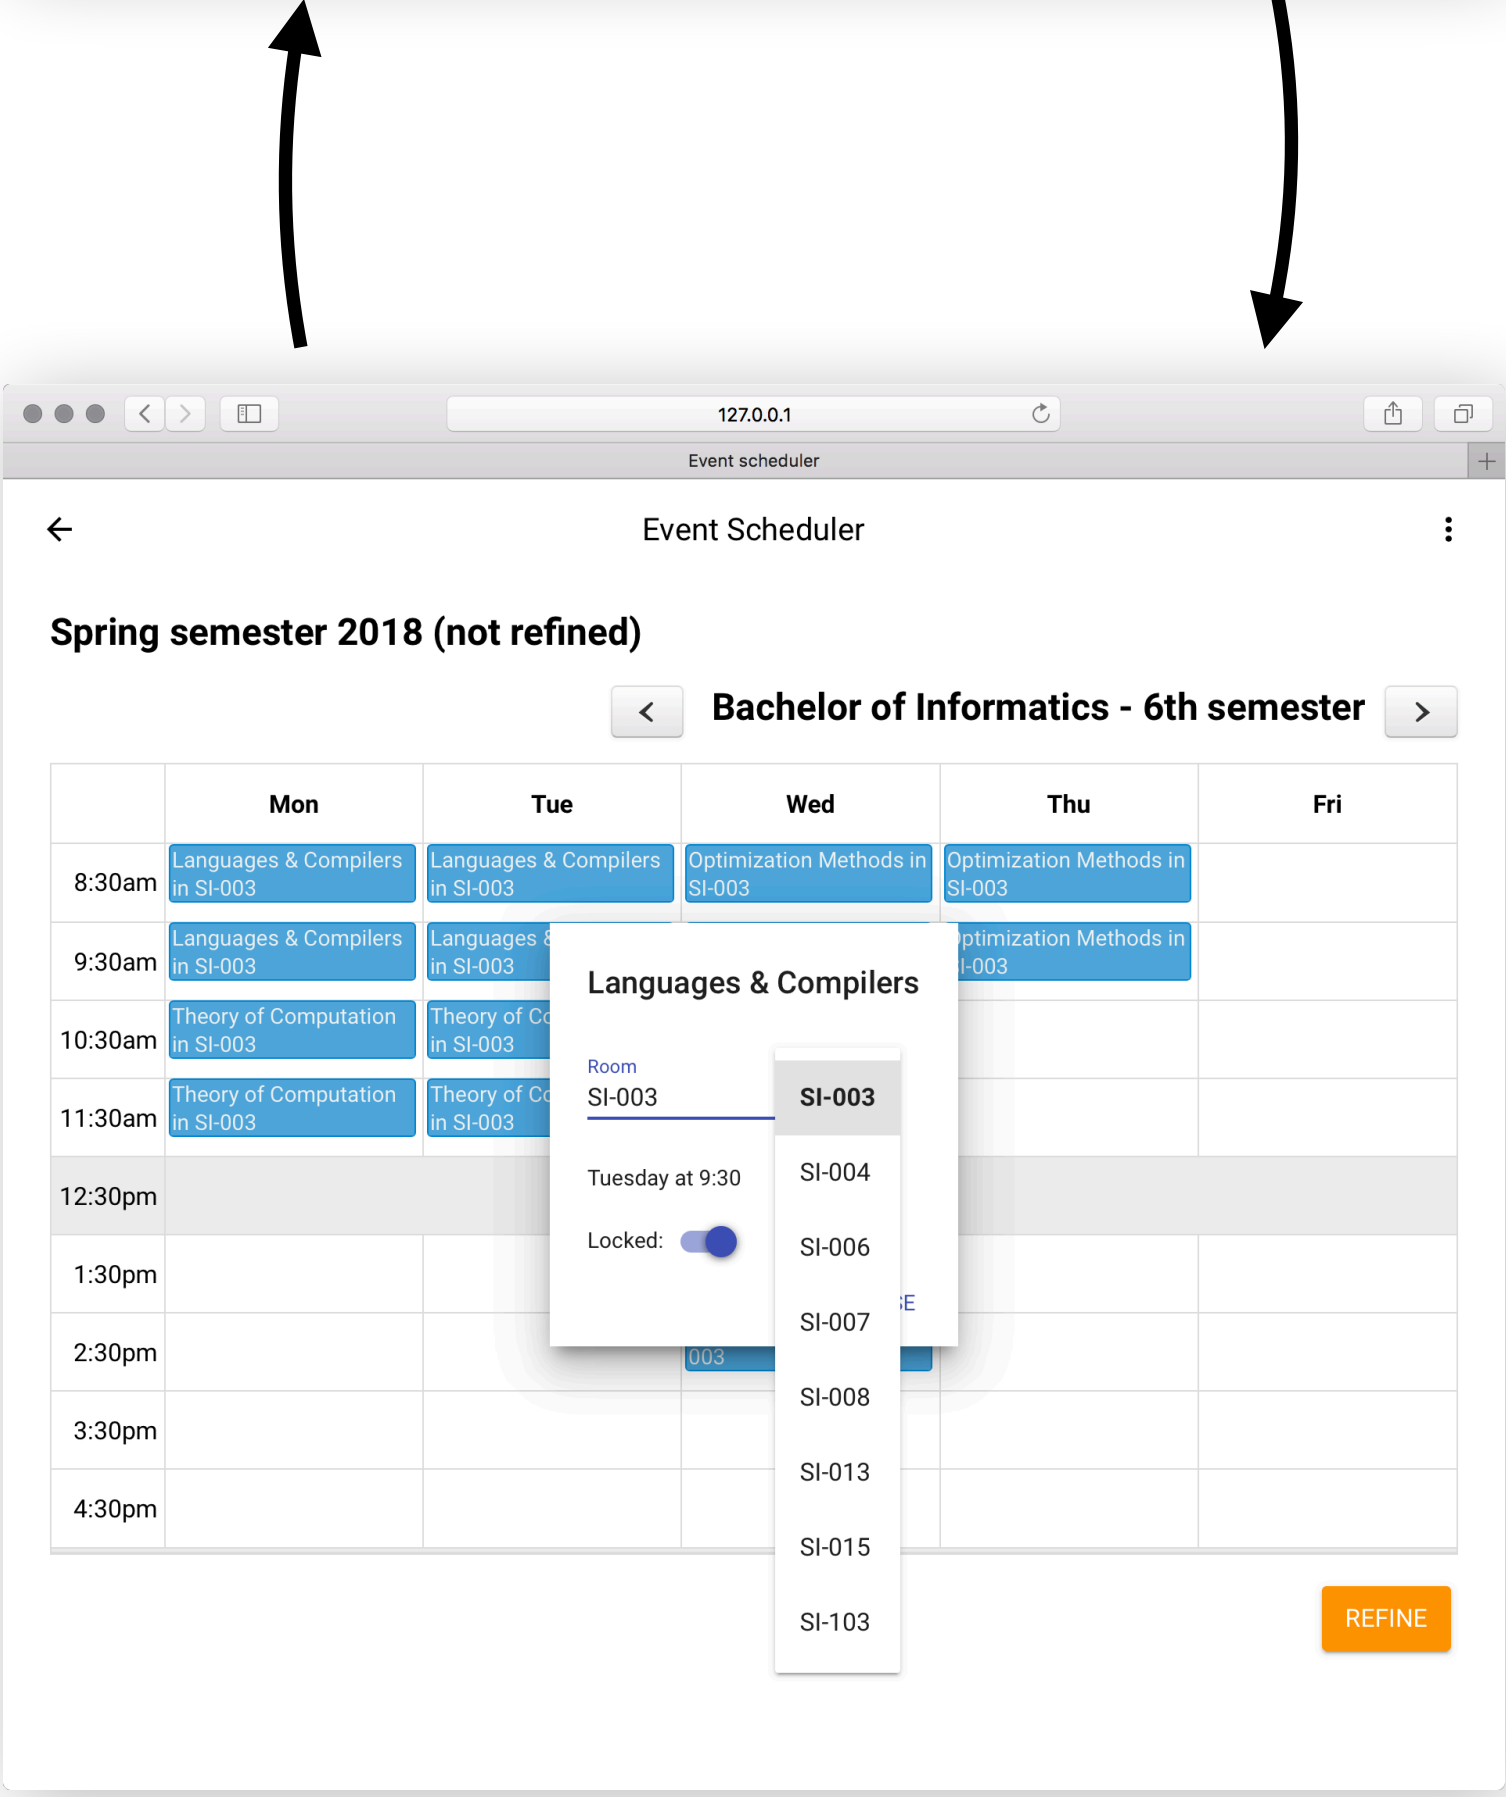 127.0.0.1
Event scheduler
Event Scheduler
Spring semester 2018 (not refined)
Bachelor of Informatics - 6th semester
Mon Tue Wed Thu Fri
8:30am
Languages & Compilers
in SI-003
Languages & Compilers
in SI-003
Optimization Methods in
SI-003
Optimization Methods in
SI-003
9:30am
Languages & Compilers
in SI-003
Languages
in SI-003
Methods in
10:30am
Theory of Computation
in SI-003
Theory of
in SI-003
11:30am
Theory of Computation
in SI-003
Theory of
in SI-003
12:30pm
1:30pm
2:30pm
003
3:30pm
4:30pm
Languages & Compilers
Room
SI-003
Tuesday at 9:30
Locked:
SI-003
SI-004
SI-006
SI-007
SI-008
SI-013
SI-015
SI-103
REFINE